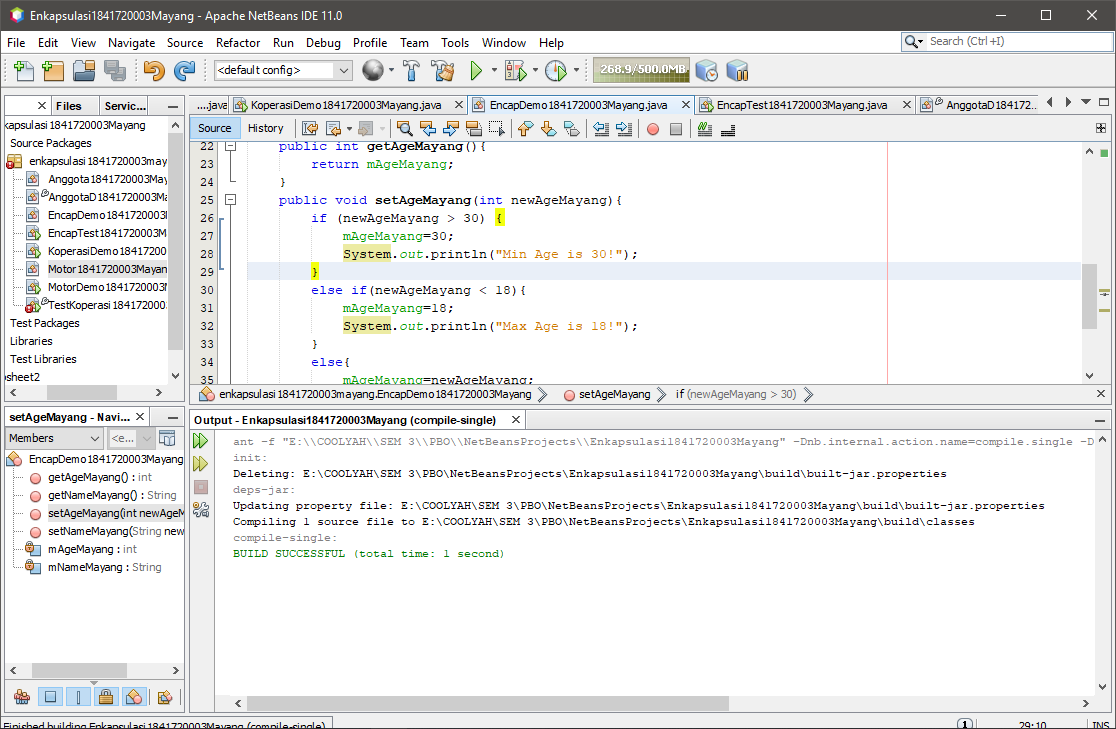 Enkapsulasi1841720003Mayang - Apache NetBeans IDE 11.0
File Edit View Navigate Source Refactor Run Debug Profile Team Tools Window Help
Search (Ctrl+I)
<default config>
268.9/500.0MB
Files Servic...
kapsulasi1841720003Mayang
Source Packages
enkapsulasi1841720003may
Anggota1841720003May
AnggotaD1841720003Ma
EncapDemo1841720003
EncapTest1841720003M
KoperasiDemo18417200
Motor1841720003Mayan
MotorDemo1841720003
TestKoperasi1841720003
Test Packages
Libraries
Test Libraries
osheet2
....java KoperasiDemo1841720003Mayang.java EncapDemo1841720003Mayang.java EncapTest1841720003Mayang.java AnggotaD184172...
Source History
22 public int getAgeMayang(){
23 return mAgeMayang;
24 }
25 public void setAgeMayang(int newAgeMayang){
26 if (newAgeMayang > 30) {
27 mAgeMayang=30;
28 System.out.println("Min Age is 30!");
29 }
30 else if(newAgeMayang < 18){
31 mAgeMayang=18;
32 System.out.println("Max Age is 18!");
33 }
34 else{
35 mAgeMayang=newAgeMayang;
enkapsulasi1841720003mayang.EncapDemo1841720003Mayang setAgeMayang if (newAgeMayang > 30)
setAgeMayang - Navi...
Members <e...
EncapDemo1841720003Mayang
getAgeMayang() : int
getNameMayang() : String
setAgeMayang(int newAgeM
setNameMayang(String new
mAgeMayang : int
mNameMayang : String
Output - Enkapsulasi1841720003Mayang (compile-single)
ant -f "E:\\COOLYAH\\SEM 3\\PBO\\NetBeansProjects\\Enkapsulasi1841720003Mayang" -Dnb.internal.action.name=compile.single -D
init:
Deleting: E:\COOLYAH\SEM 3\PBO\NetBeansProjects\Enkapsulasi1841720003Mayang\build\built-jar.properties
deps-jar:
Updating property file: E:\COOLYAH\SEM 3\PBO\NetBeansProjects\Enkapsulasi1841720003Mayang\build\built-jar.properties
Compiling 1 source file to E:\COOLYAH\SEM 3\PBO\NetBeansProjects\Enkapsulasi1841720003Mayang\build\classes
compile-single:
BUILD SUCCESSFUL (total time: 1 second)
Finished building Enkapsulasi1841720003Mayang (compile-single).
1 29:10 INS